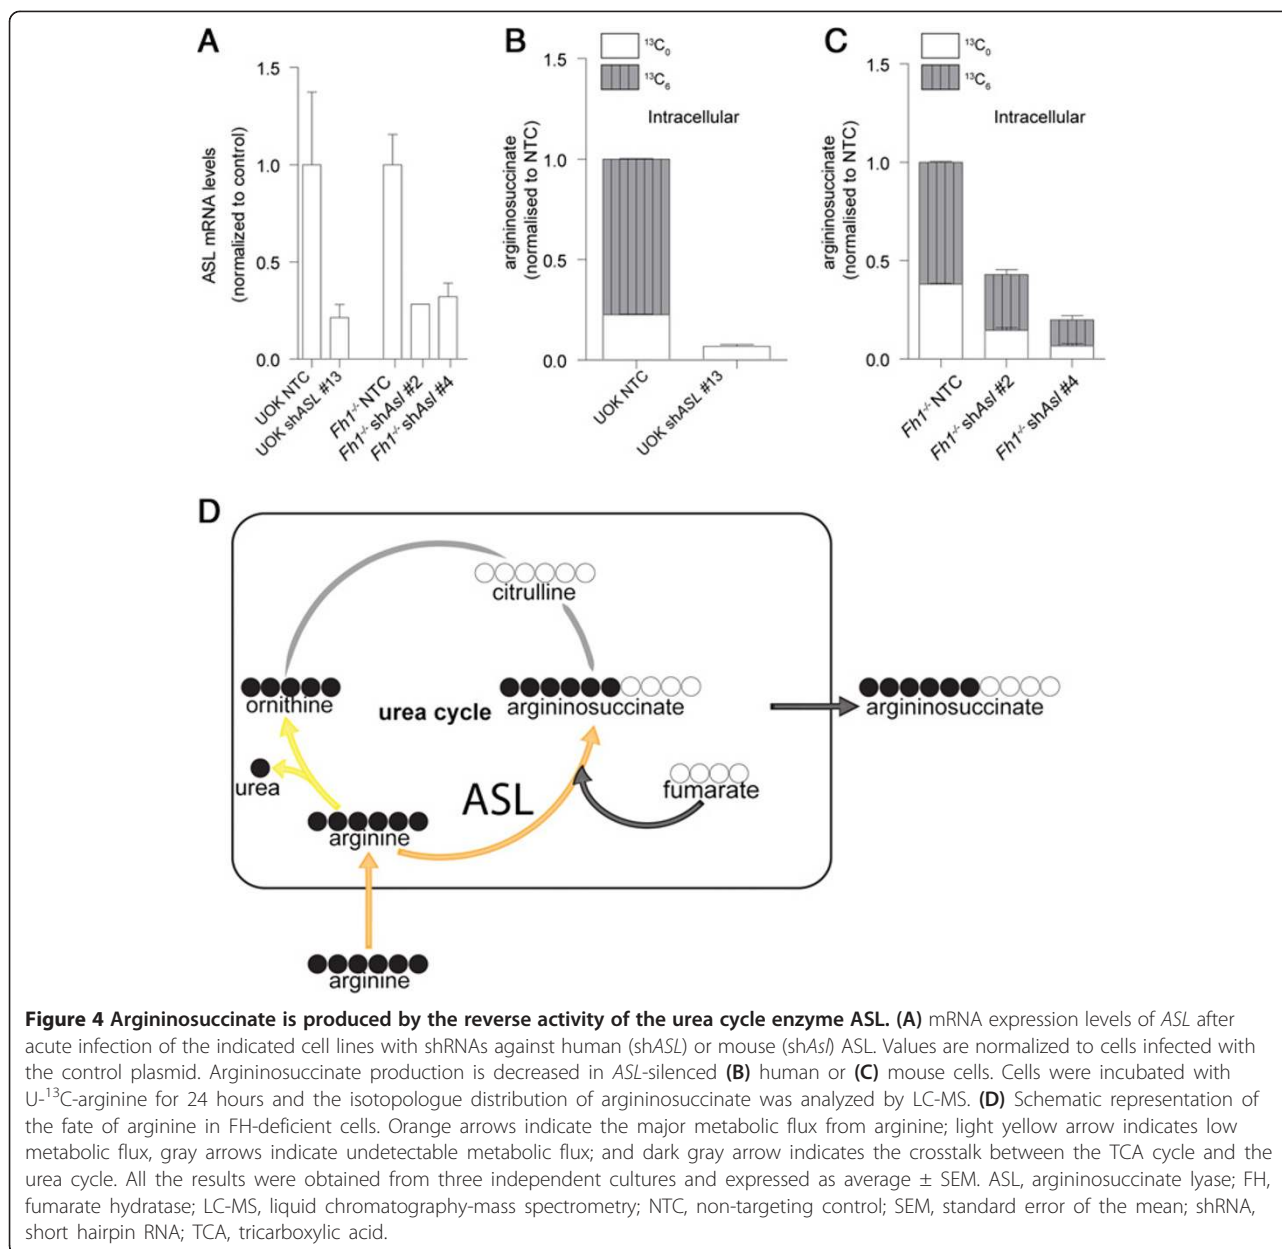 A
ASL mRNA levels
(normalized to control)
1.5
1.0
0.5
0.0
UOK NTC
UOK shASL #13
Fh1-/- NTC
Fh1-/- shAsl #2
Fh1-/- shAsl #4
B
13C0
13C6
Intracellular
argininosuccinate
(normalised to NTC)
1.5
1.0
0.5
0.0
UOK NTC
UOK shASL #13
C
13C0
13C6
Intracellular
argininosuccinate
(normalised to NTC)
1.5
1.0
0.5
0.0
Fh1-/- NTC
Fh1-/- shAsl #2
Fh1-/- shAsl #4
D
citrulline
ornithine
urea cycle
argininosuccinate
argininosuccinate
urea
ASL
fumarate
arginine
arginine
Figure 4 Argininosuccinate is produced by the reverse activity of the urea cycle enzyme ASL. (A) mRNA expression levels of ASL after
acute infection of the indicated cell lines with shRNAs against human (shASL) or mouse (shAsl) ASL. Values are normalized to cells infected with
the control plasmid. Argininosuccinate production is decreased in ASL-silenced (B) human or (C) mouse cells. Cells were incubated with
U-13C-arginine for 24 hours and the isotopologue distribution of argininosuccinate was analyzed by LC-MS. (D) Schematic representation of
the fate of arginine in FH-deficient cells. Orange arrows indicate the major metabolic flux from arginine; light yellow arrow indicates low
metabolic flux, gray arrows indicate undetectable metabolic flux; and dark gray arrow indicates the crosstalk between the TCA cycle and the
urea cycle. All the results were obtained from three independent cultures and expressed as average ± SEM. ASL, argininosuccinate lyase; FH,
fumarate hydratase; LC-MS, liquid chromatography-mass spectrometry; NTC, non-targeting control; SEM, standard error of the mean; shRNA,
short hairpin RNA; TCA, tricarboxylic acid.